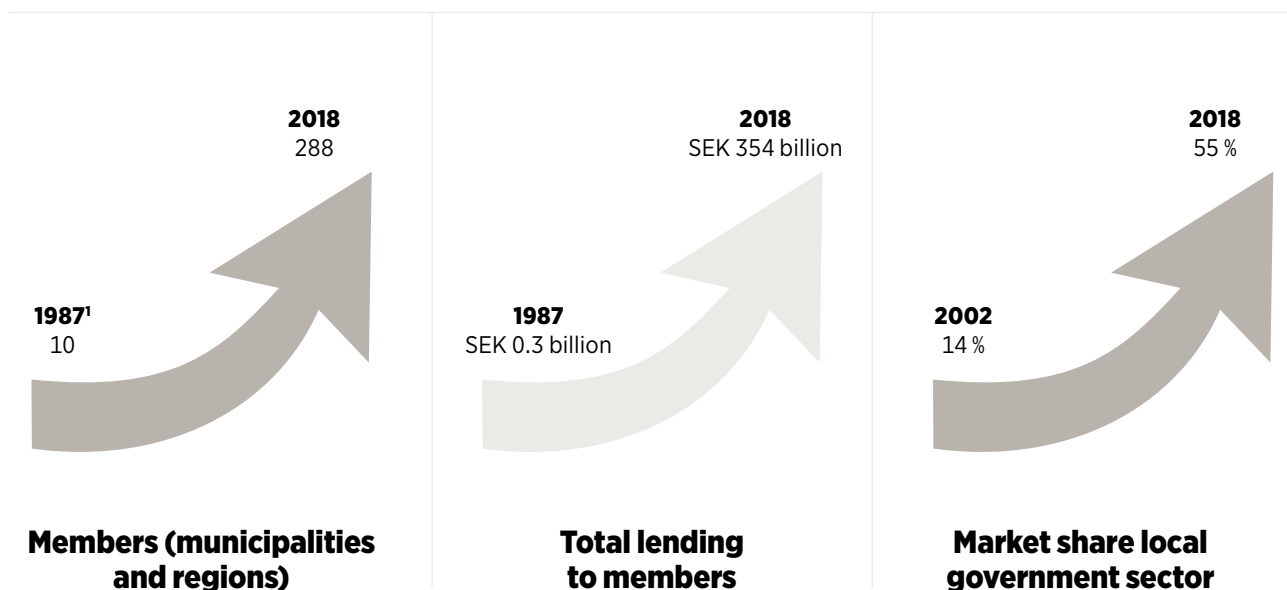 2018
288
1987¹
10
Members (municipalities
and regions)
2018
SEK 354 billion
1987
SEK 0.3 billion
Total lending
to members
2018
55 %
2002
14 %
Market share local
government sector